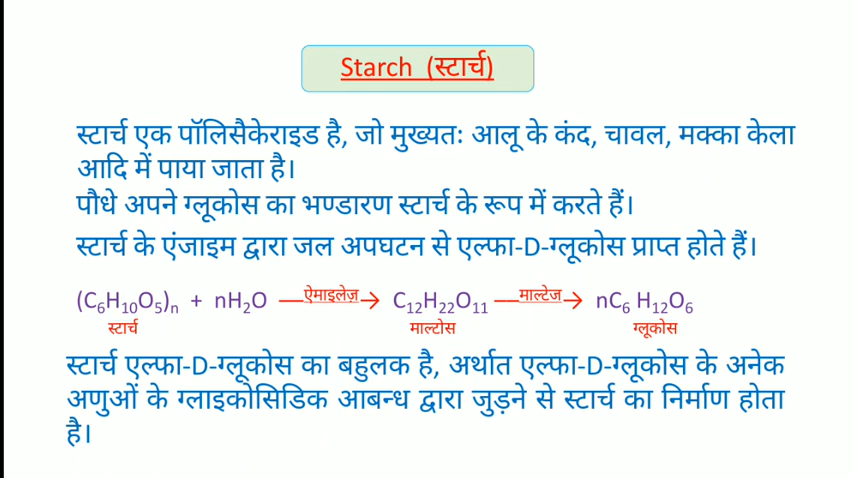 Starch (स्टार्च)
स्टार्च एक पॉलिसैकेराइड है, जो मुख्यतः आलू के कंद, चावल, मक्का केला
आदि में पाया जाता है।
पौधे अपने ग्लूकोस का भण्डारण स्टार्च के रूप में करते हैं।
स्टार्च के एंजाइम द्वारा जल अपघटन से एल्फा-D-ग्लूकोस प्राप्त होते हैं।
(C₆H₁₀O₅)ₙ + nH₂O —ऐमाइलेज़→ C₁₂H₂₂O₁₁ —माल्टेज→ nC₆ H₁₂O₆
स्टार्च माल्टोस ग्लूकोस
स्टार्च एल्फा-D-ग्लूकोस का बहुलक है, अर्थात एल्फा-D-ग्लूकोस के अनेक
अणुओं के ग्लाइकोसिडिक आबन्ध द्वारा जुड़ने से स्टार्च का निर्माण होता
है।